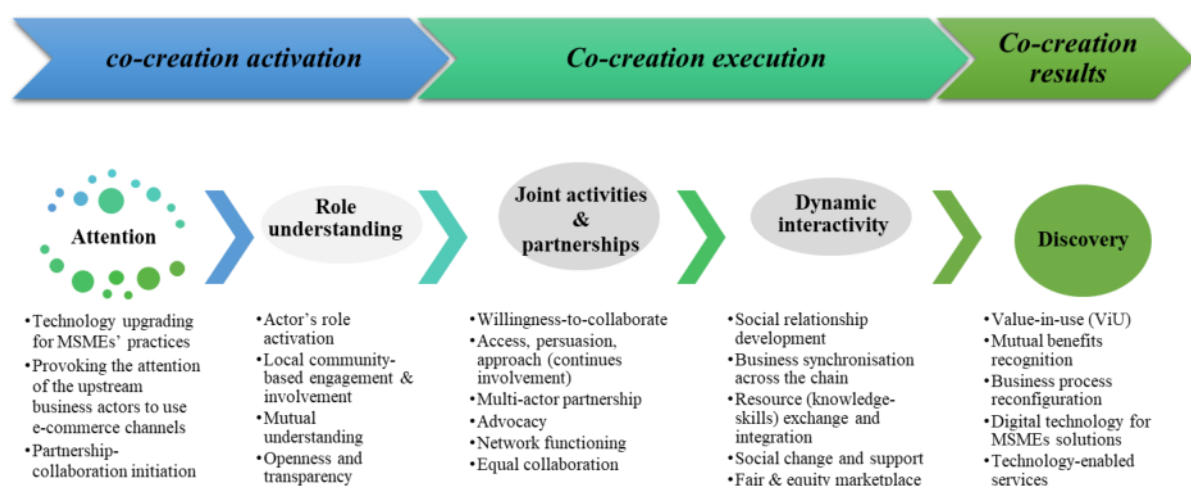 co-creation activation
Co-creation execution
Co-creation
results
Attention
Role
understanding
Joint activities
&
partnerships
Dynamic
interactivity
Discovery
•Technology upgrading
for MSMEs' practices
•Provoking the attention
of the upstream
business actors to use
e-commerce channels
•Partnership-
collaboration initiation
•Actor's role
activation
•Local community-
based engagement &
involvement
•Mutual
understanding
•Openness and
transparency
•Willingness-to-collaborate
•Access, persuasion,
approach (continues
involvement)
•Multi-actor partnership
•Advocacy
•Network functioning
•Equal collaboration
•Social relationship
development
•Business synchronisation
across the chain
•Resource (knowledge-
skills) exchange and
integration
•Social change and support
•Fair & equity marketplace
•Value-in-use (ViU)
•Mutual benefits
recognition
•Business process
reconfiguration
•Digital technology for
MSMEs solutions
•Technology-enabled
services